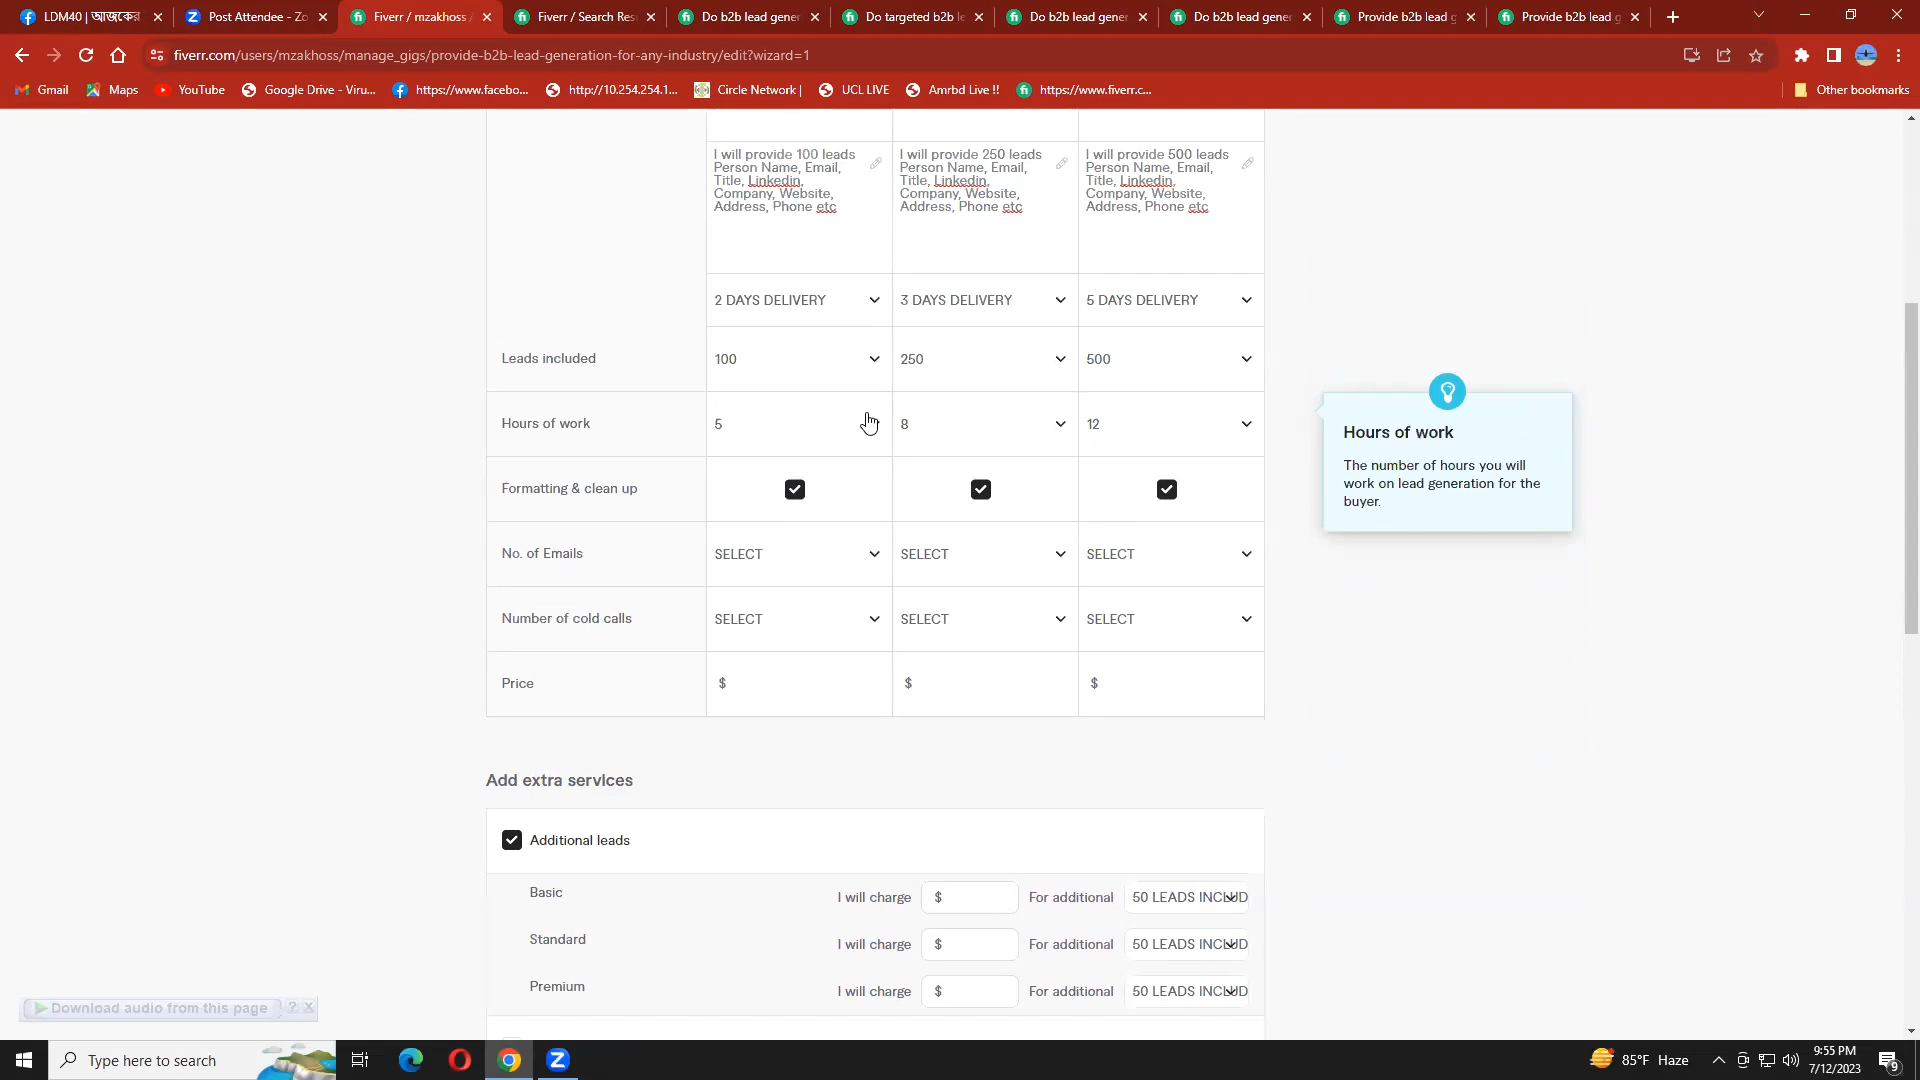 LDM40 | আজকের
Post Attendee - Zo
Fiverr / mzakhoss /
Fiverr / Search Res
Do b2b lead gener
Do targeted b2b le
Do b2b lead gener
Do b2b lead gener
Provide b2b lead g
Provide b2b lead g
fiverr.com/users/mzakhoss/manage_gigs/provide-b2b-lead-generation-for-any-industry/edit?wizard=1
Gmail
Maps
YouTube
Google Drive - Viru...
https://www.facebo...
http://10.254.254.1...
Circle Network |
UCL LIVE
Amrbd Live !!
https://www.fiverr.c...
Other bookmarks
I will provide 100 leads
Person Name, Email,
Title, Linkedin,
Company, Website,
Address, Phone etc
I will provide 250 leads
Person Name, Email,
Title, Linkedin,
Company, Website,
Address, Phone etc
I will provide 500 leads
Person Name, Email,
Title, Linkedin,
Company, Website,
Address, Phone etc
2 DAYS DELIVERY
3 DAYS DELIVERY
5 DAYS DELIVERY
Leads included
100
250
500
Hours of work
5
8
12
Formatting & clean up
No. of Emails
SELECT
SELECT
SELECT
Number of cold calls
SELECT
SELECT
SELECT
Price
$
$
$
Hours of work
The number of hours you will
work on lead generation for the
buyer.
Add extra services
Additional leads
Basic
I will charge
$
For additional
50 LEADS INCLUD
Standard
I will charge
$
For additional
50 LEADS INCLUD
Premium
I will charge
$
For additional
50 LEADS INCLUD
Download audio from this page
? X
Type here to search
85°F Haze
9:55 PM
7/12/2023
9